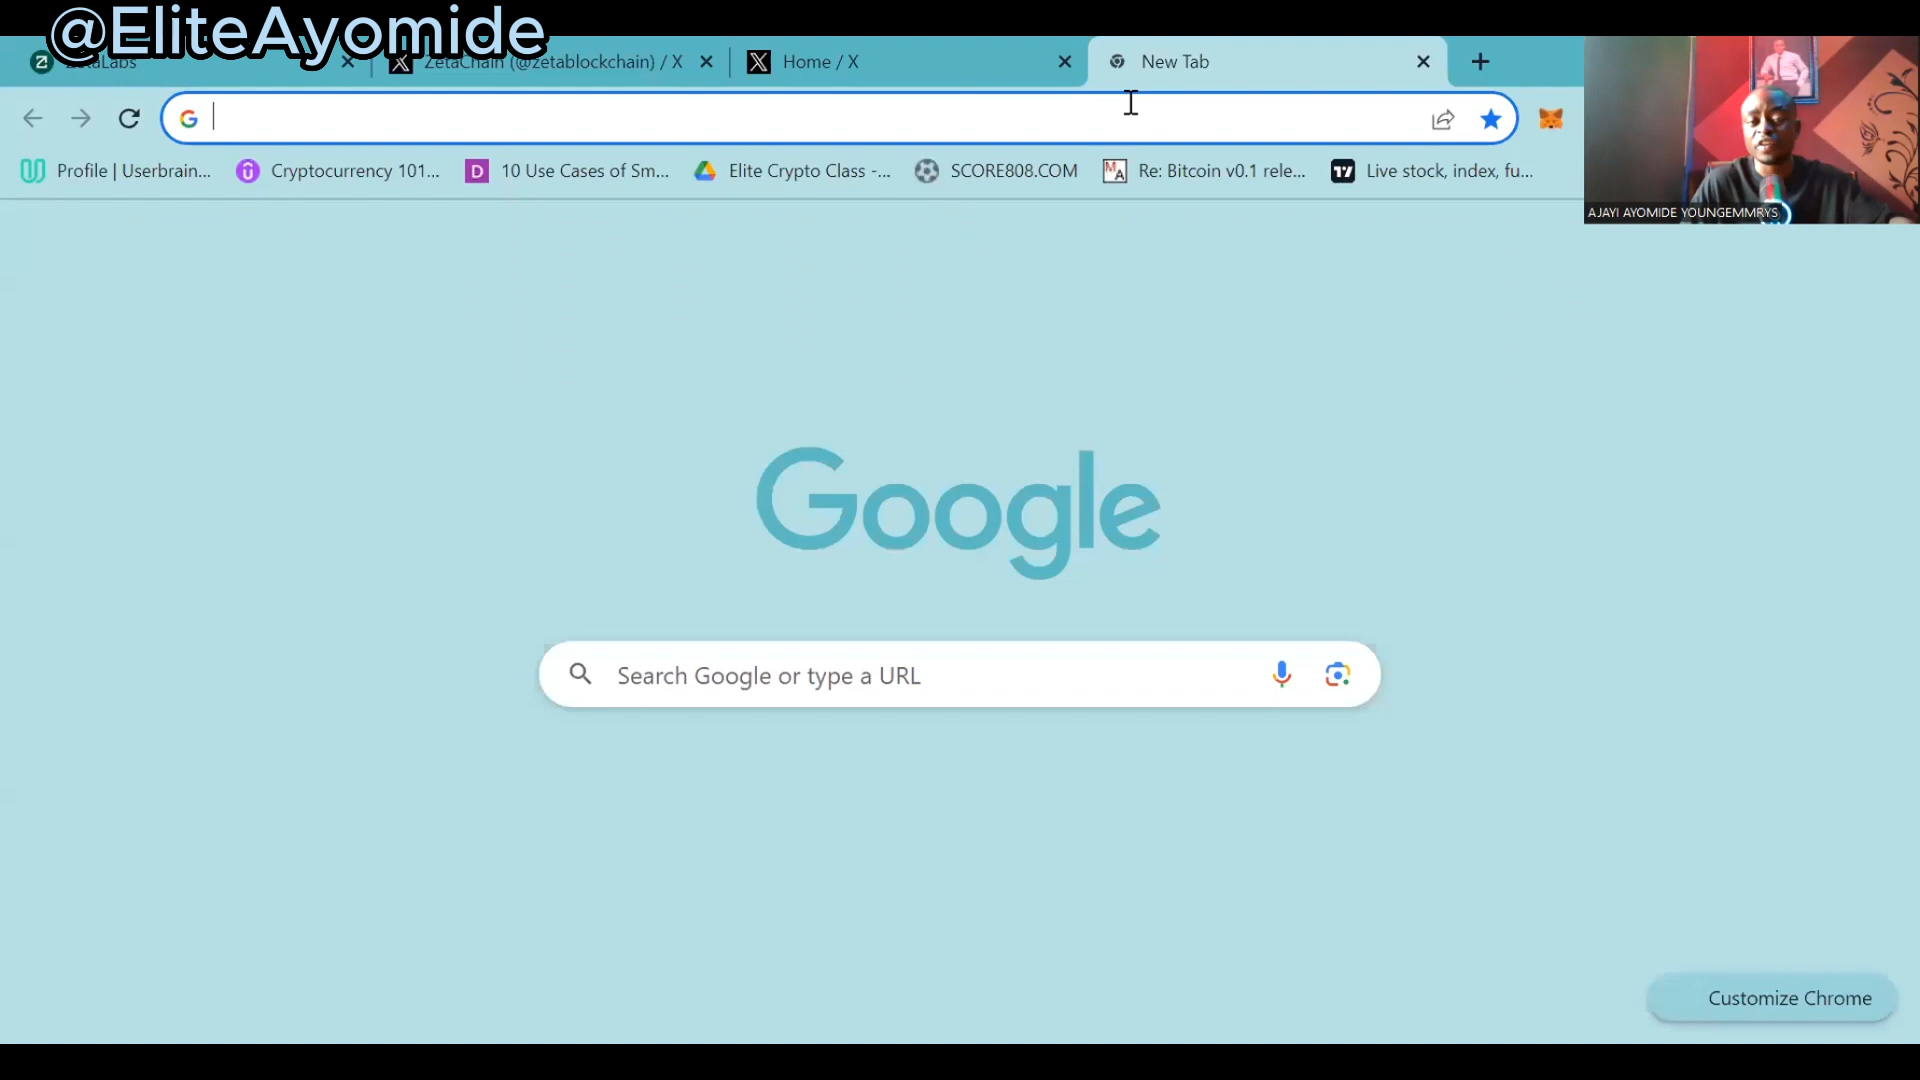 @EliteAyomide
ZetaLabs
ZetaChain (@zetablockchain) / X
Home / X
New Tab
Profile | Userbrain...
Cryptocurrency 101...
10 Use Cases of Sm...
Elite Crypto Class -...
SCORE808.COM
Re: Bitcoin v0.1 rele...
Live stock, index, fu...
AJAYI AYOMIDE YOUNGEMMRYS
Google
Search Google or type a URL
Customize Chrome